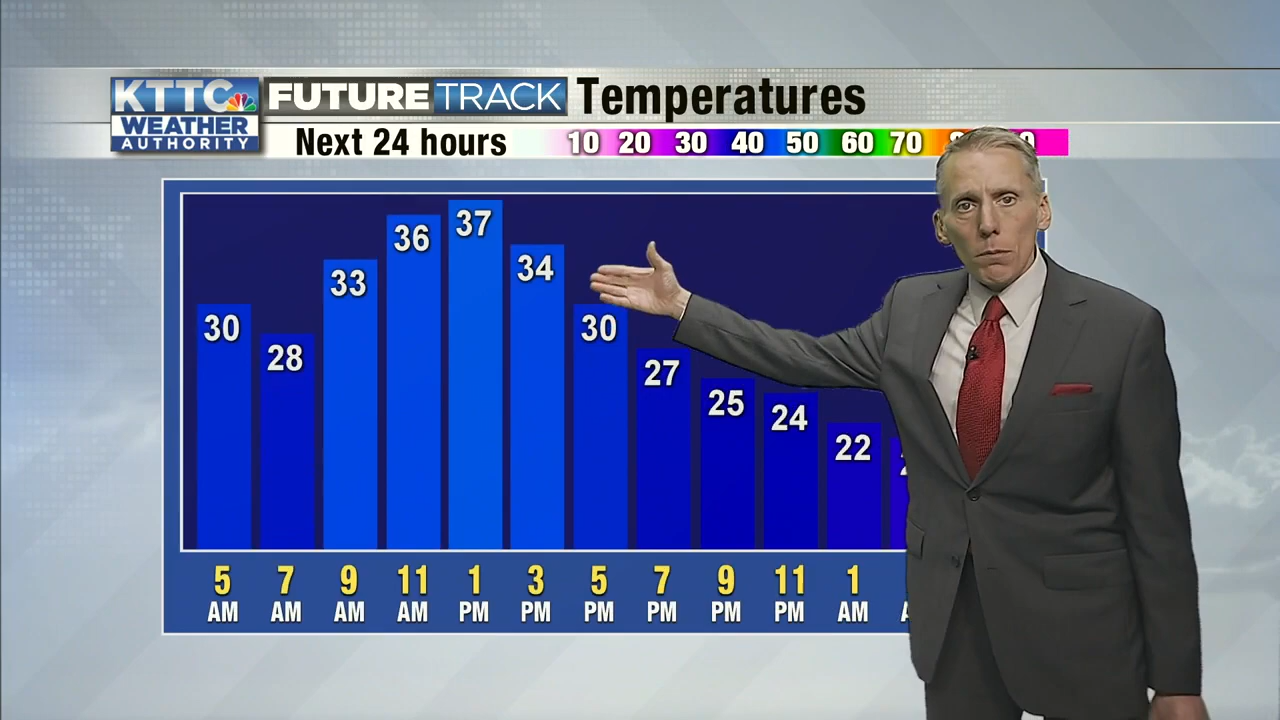 KTTC
WEATHER
AUTHORITY
FUTURETRACK Temperatures
Next 24 hours
10 20 30 40 50 60 70
30 28 33 36 37 34 30 27 25 24 22
5 7 9 11 1 3 5 7 9 11 1
AM AM AM AM PM PM PM PM PM PM AM